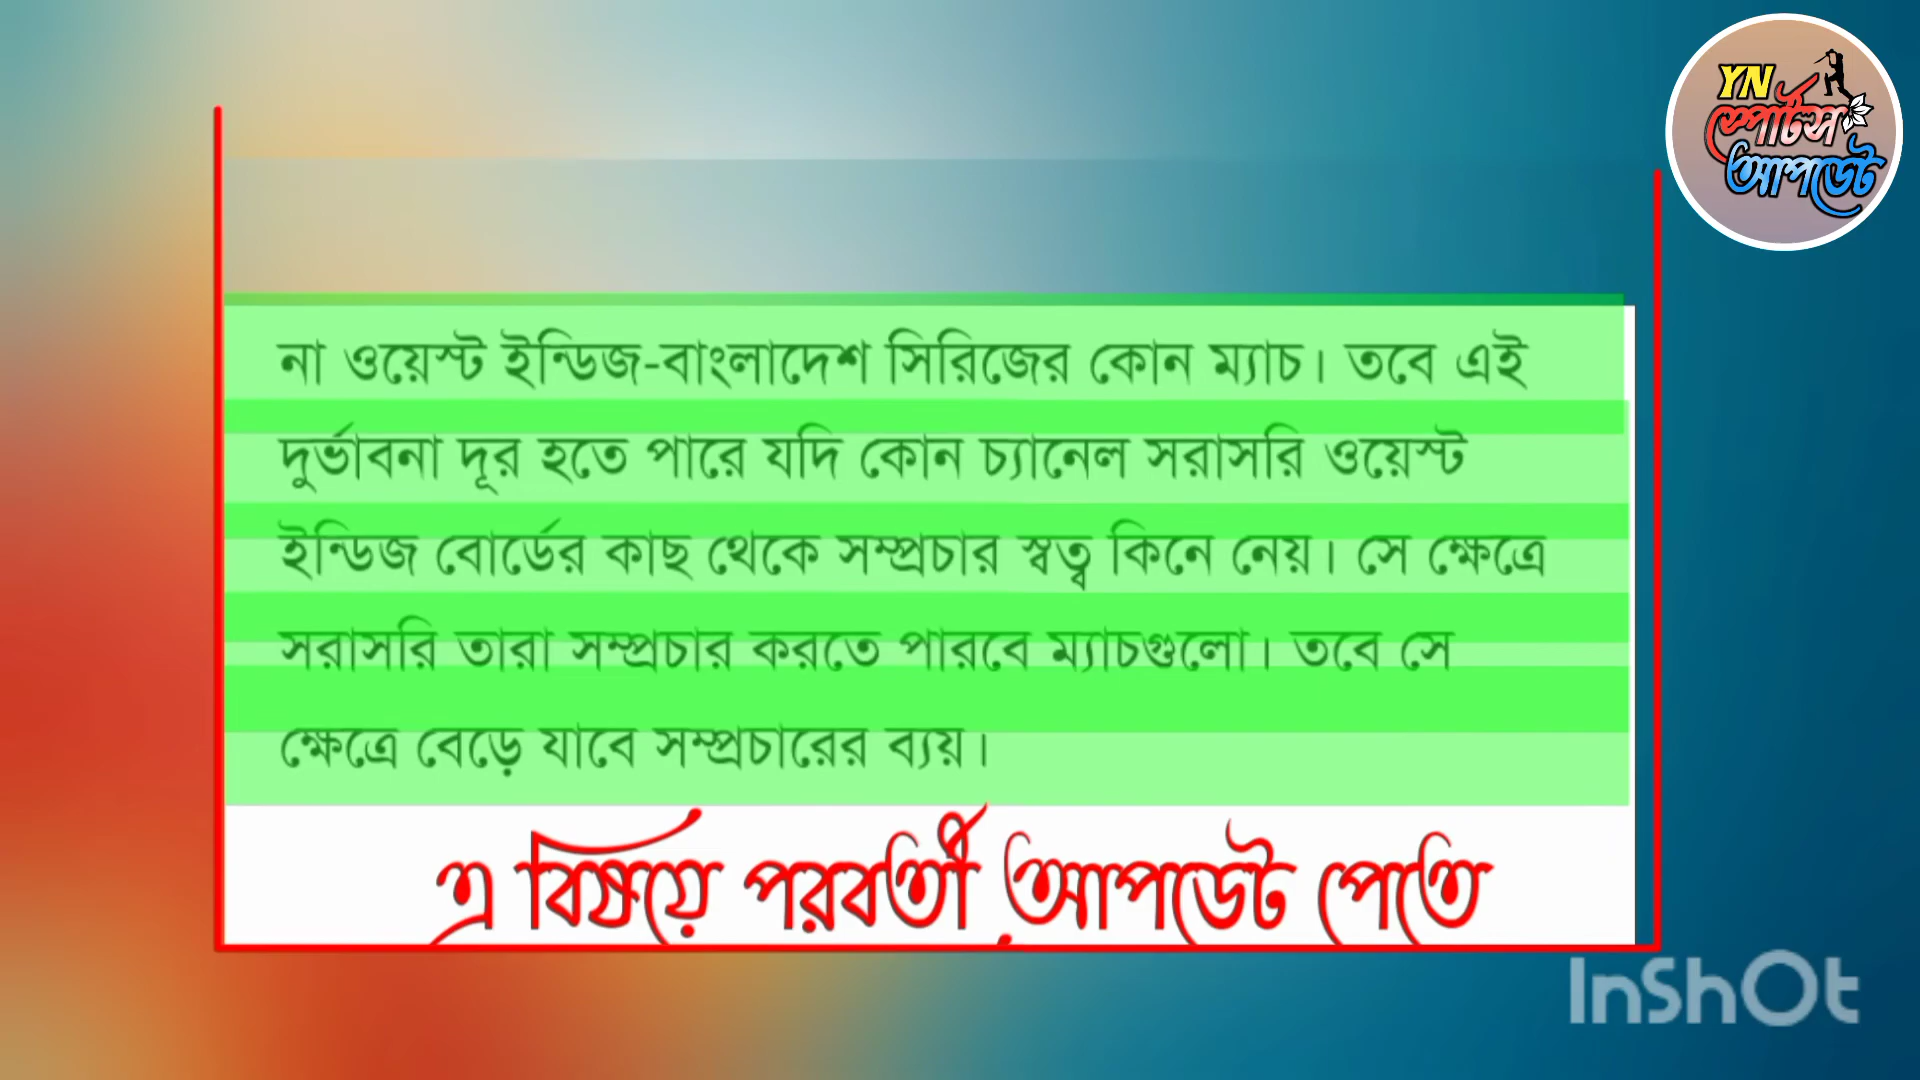 YN
স্পোর্টস
আপডেট
না ওয়েস্ট ইন্ডিজ-বাংলাদেশ সিরিজের কোন ম্যাচ। তবে এই
দুর্ভাবনা দূর হতে পারে যদি কোন চ্যানেল সরাসরি ওয়েস্ট
ইন্ডিজ বোর্ডের কাছ থেকে সম্প্রচার স্বত্ব কিনে নেয়। সে ক্ষেত্রে
সরাসরি তারা সম্প্রচার করতে পারবে ম্যাচগুলো। তবে সে
ক্ষেত্রে বেড়ে যাবে সম্প্রচারের ব্যয়।
এ বিষয়ে পরবর্তী আপডেট পেতে
InShOt